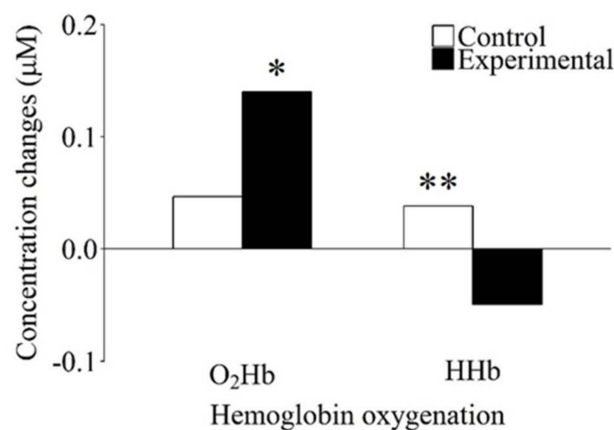 Concentration changes (μM)
0.2
0.1
0.0
-0.1
Control
Experimental
*
**
O₂Hb
HHb
Hemoglobin oxygenation